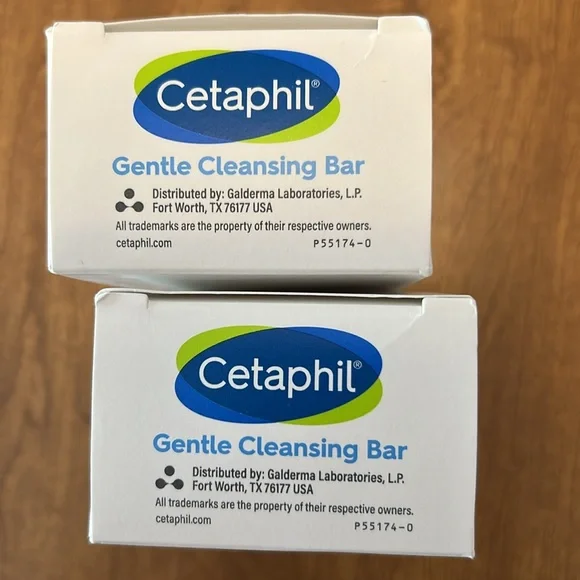 Cetaphil®
Gentle Cleansing Bar
Distributed by: Galderma Laboratories, L.P.
Fort Worth, TX 76177 USA
All trademarks are the property of their respective owners.
cetaphil.com P55174-0
Cetaphil®
Gentle Cleansing Bar
Distributed by: Galderma Laboratories, L.P.
Fort Worth, TX 76177 USA
All trademarks are the property of their respective owners.
cetaphil.com P55174-0